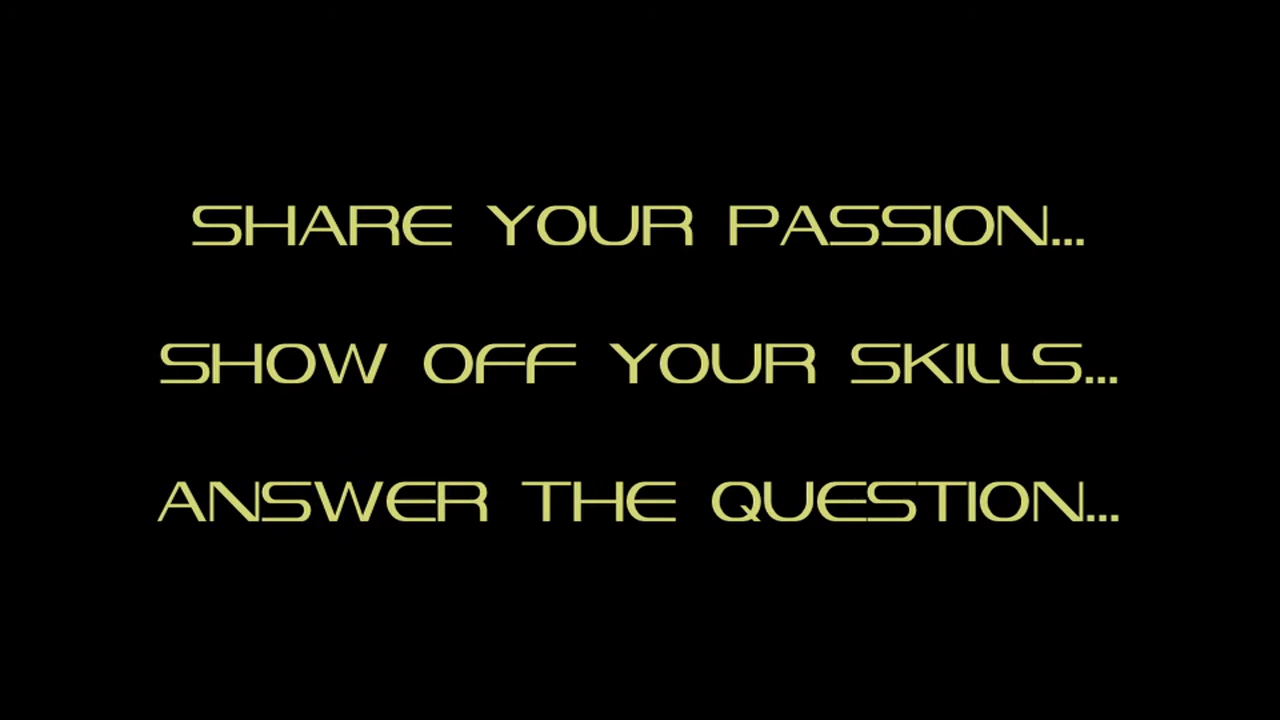 SHARE YOUR PASSION...
SHOW OFF YOUR SKILLS...
ANSWER THE QUESTION...